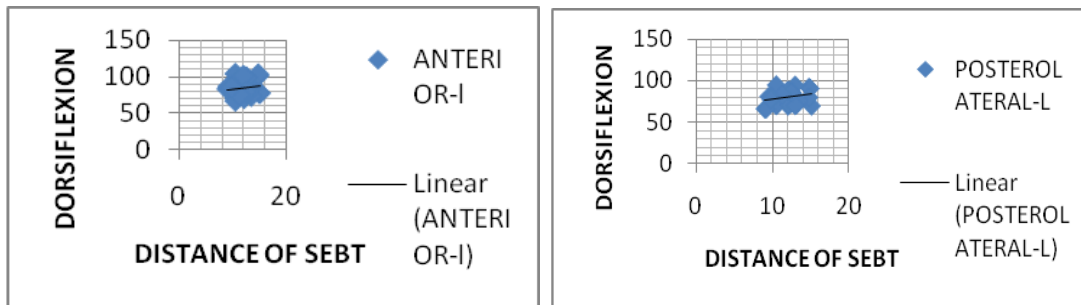 DORSIFLEXION
150
100
50
0
0
20
DISTANCE OF SEBT
ANTERI
OR-l
Linear
(ANTERI
OR-l)
DORSIFLEXION
150
100
50
0
0
10
20
DISTANCE OF SEBT
POSTEROL
ATERAL-L
Linear
(POSTEROL
ATERAL-L)